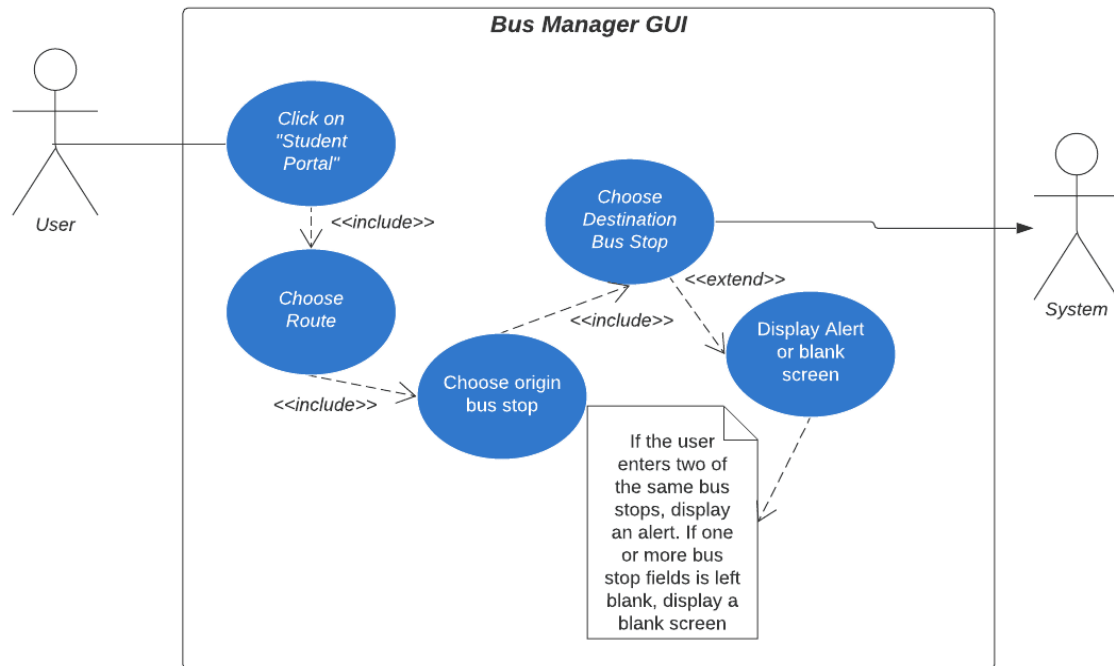 Bus Manager GUI
Click on
"Student
Portal"
User
<<include>>
Choose
Route
<<include>>
Choose origin
bus stop
<<include>>
Choose
Destination
Bus Stop
<<extend>>
System
Display Alert
or blank
screen
If the user
enters two of
the same bus
stops, display
an alert. If one
or more bus
stop fields is left
blank, display a
blank screen